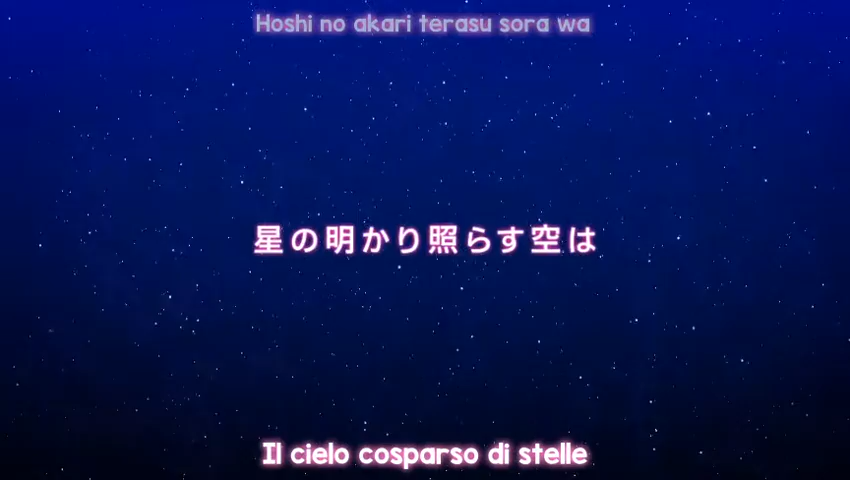 Hoshi no akari terasu sora wa
星の明かり照らす空は
Il cielo cosparso di stelle